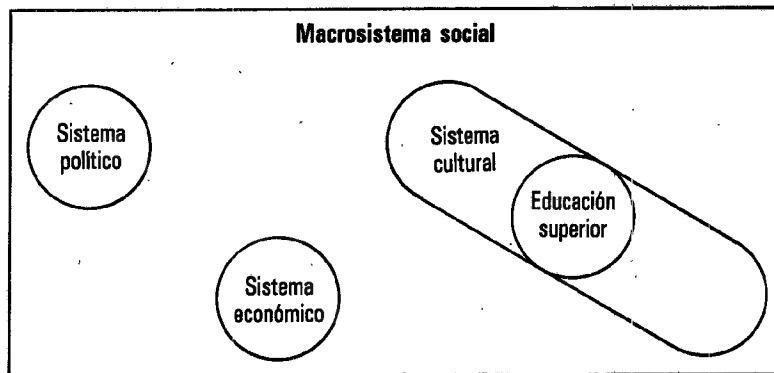 Macrosistema social
Sistema
político
Sistema
cultural
Educación
superior
Sistema
económico